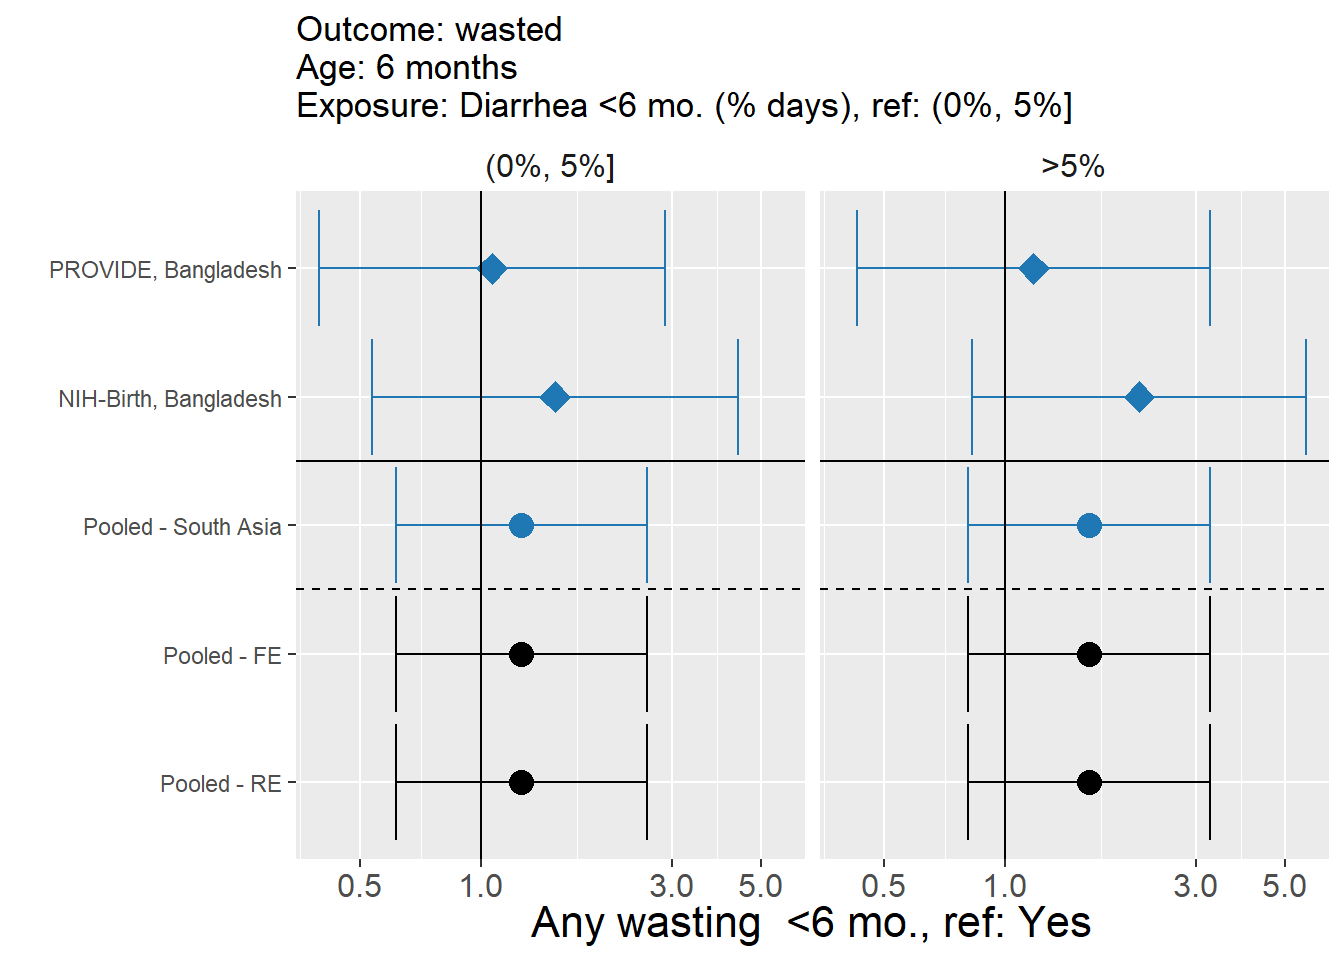 Outcome: wasted
Age: 6 months
Exposure: Diarrhea <6 mo. (% days), ref: (0%, 5%]
(0%, 5%] >5%
PROVIDE, Bangladesh
NIH-Birth, Bangladesh
Pooled - South Asia
Pooled - FE
Pooled - RE
0.5 1.0 3.0 5.0 0.5 1.0 3.0 5.0
Any wasting  <6 mo., ref: Yes